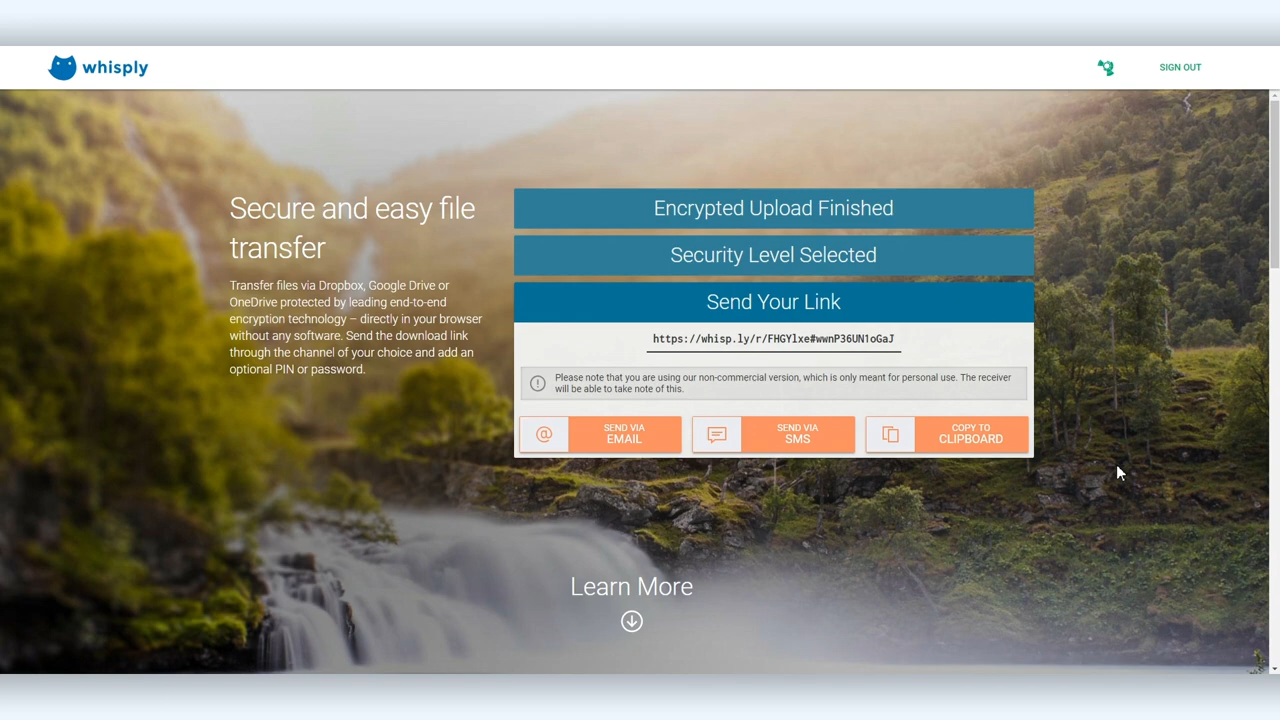 whisply
SIGN OUT
Secure and easy file
transfer
Transfer files via Dropbox, Google Drive or
OneDrive protected by leading end-to-end
encryption technology – directly in your browser
without any software. Send the download link
through the channel of your choice and add an
optional PIN or password.
Encrypted Upload Finished
Security Level Selected
Send Your Link
https://whisp.ly/r/FHGYlxe#wwnP36UN1oGaJ
Please note that you are using our non-commercial version, which is only meant for personal use. The receiver
will be able to take note of this.
SEND VIA
EMAIL
SEND VIA
SMS
COPY TO
CLIPBOARD
Learn More